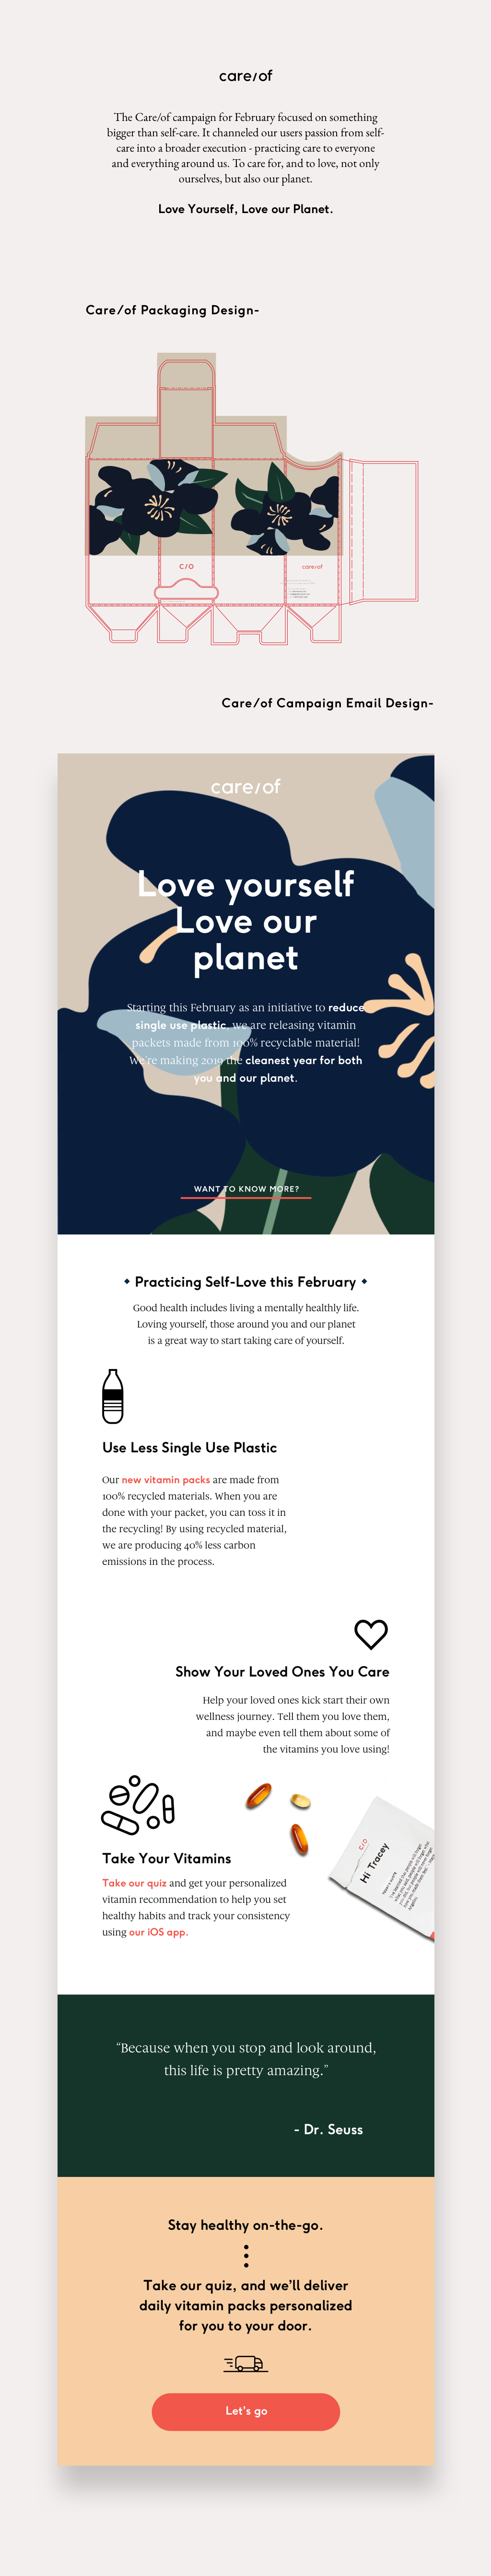 care/of
The Care/of campaign for February focused on something
bigger than self-care. It channeled our users passion from self-
care into a broader execution - practicing care to everyone
and everything around us. To care for, and to love, not only
ourselves, but also our planet.
Love Yourself, Love our Planet.
Care/of Packaging Design-
C/O
care/of
Care/of Campaign Email Design-
care/of
Love yourself
Love our
planet
Starting this February as an initiative to reduce
single use plastic, we are releasing vitamin
packets made from 100% recyclable material!
We're making 2019 the cleanest year for both
you and our planet.
WANT TO KNOW MORE?
Practicing Self-Love this February
Good health includes living a mentally healthly life.
Loving yourself, those around you and our planet
is a great way to start taking care of yourself.
Use Less Single Use Plastic
Our new vitamin packs are made from
100% recycled materials. When you are
done with your packet, you can toss it in
the recycling! By using recycled material,
we are producing 40% less carbon
emissions in the process.
Show Your Loved Ones You Care
Help your loved ones kick start their own
wellness journey. Tell them you love them,
and maybe even tell them about some of
the vitamins you love using!
C/O
Hi Tracey
Take Your Vitamins
Take our quiz and get your personalized
vitamin recommendation to help you set
healthy habits and track your consistency
using our iOS app.
“Because when you stop and look around,
this life is pretty amazing.”
- Dr. Seuss
Stay healthy on-the-go.
Take our quiz, and we’ll deliver
daily vitamin packs personalized
for you to your door.
Let's go